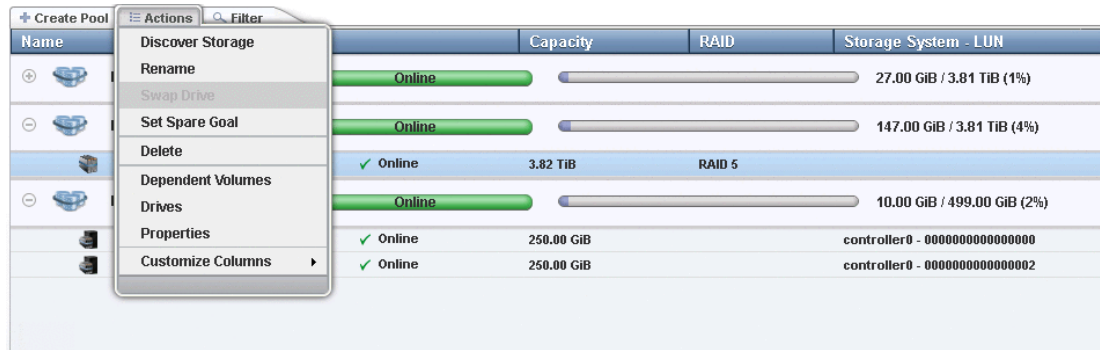 Create Pool Actions Filter
Name Capacity RAID Storage System - LUN
Discover Storage
Rename
Online 27.00 GiB / 3.81 TiB (1%)
Swap Drive
Set Spare Goal
Online 147.00 GiB / 3.81 TiB (4%)
Delete
Online 3.82 TiB RAID 5
Dependent Volumes
Drives
Online 10.00 GiB / 499.00 GiB (2%)
Properties
Online 250.00 GiB controller0 - 0000000000000000
Customize Columns
Online 250.00 GiB controller0 - 0000000000000002